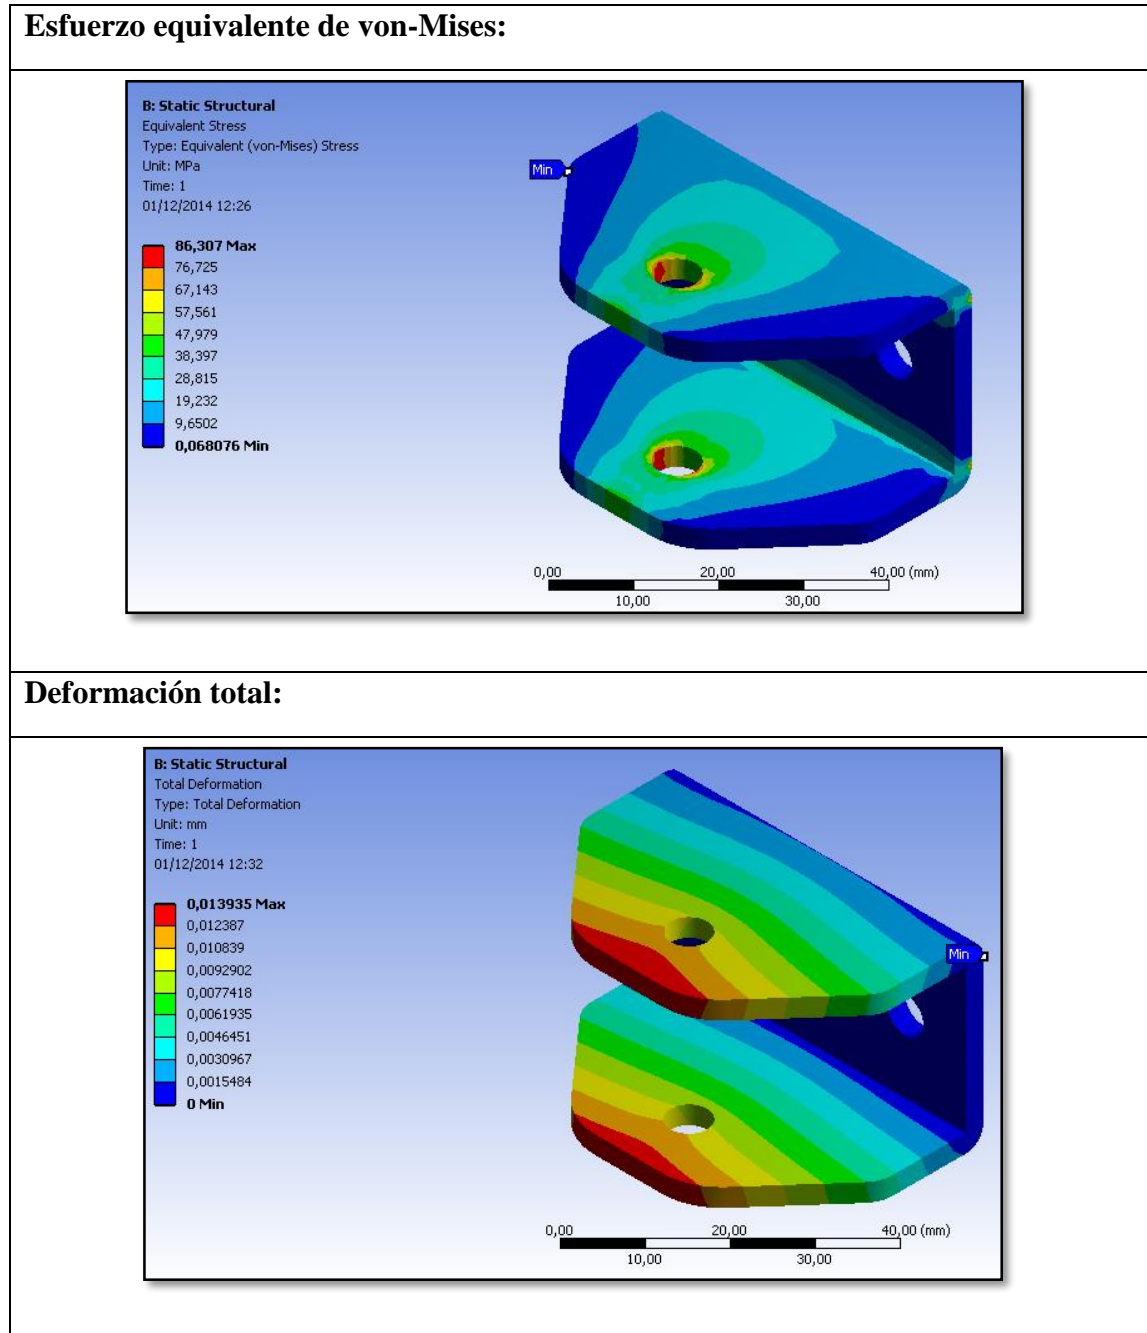 Esfuerzo equivalente de von-Mises:
B: Static Structural
Equivalent Stress
Type: Equivalent (von-Mises) Stress
Unit: MPa
Time: 1
01/12/2014 12:26
86,307 Max
76,725
67,143
57,561
47,979
38,397
28,815
19,232
9,6502
0,068076 Min
Min
0,00 20,00 40,00 (mm)
10,00 30,00
Deformación total:
B: Static Structural
Total Deformation
Type: Total Deformation
Unit: mm
Time: 1
01/12/2014 12:32
0,013935 Max
0,012387
0,010839
0,0092902
0,0077418
0,0061935
0,0046451
0,0030967
0,0015484
0 Min
Min
0,00 20,00 40,00 (mm)
10,00 30,00